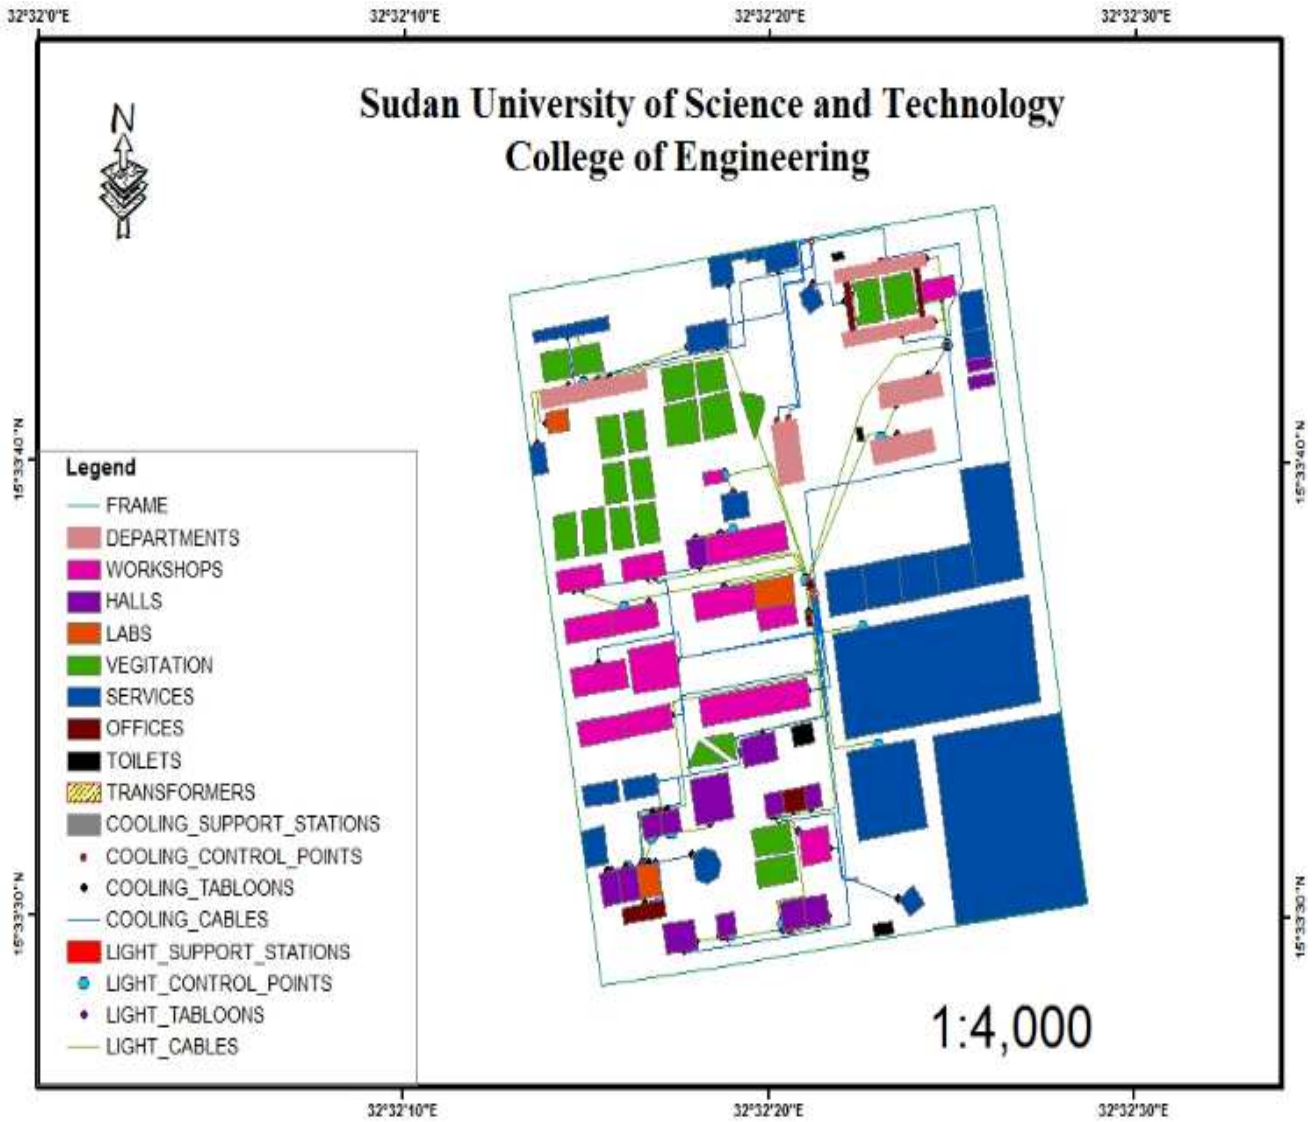 32°32'0"E 32°32'10"E 32°32'20"E 32°32'30"E
Sudan University of Science and Technology
College of Engineering
N
15°33'40"N
15°33'40"N
Legend
FRAME
DEPARTMENTS
WORKSHOPS
HALLS
LABS
VEGITATION
SERVICES
OFFICES
TOILETS
TRANSFORMERS
COOLING_SUPPORT_STATIONS
COOLING_CONTROL_POINTS
COOLING_TABLOONS
COOLING_CABLES
LIGHT_SUPPORT_STATIONS
LIGHT_CONTROL_POINTS
LIGHT_TABLOONS
LIGHT_CABLES
15°33'30"N
15°33'30"N
1:4,000
32°32'10"E 32°32'20"E 32°32'30"E